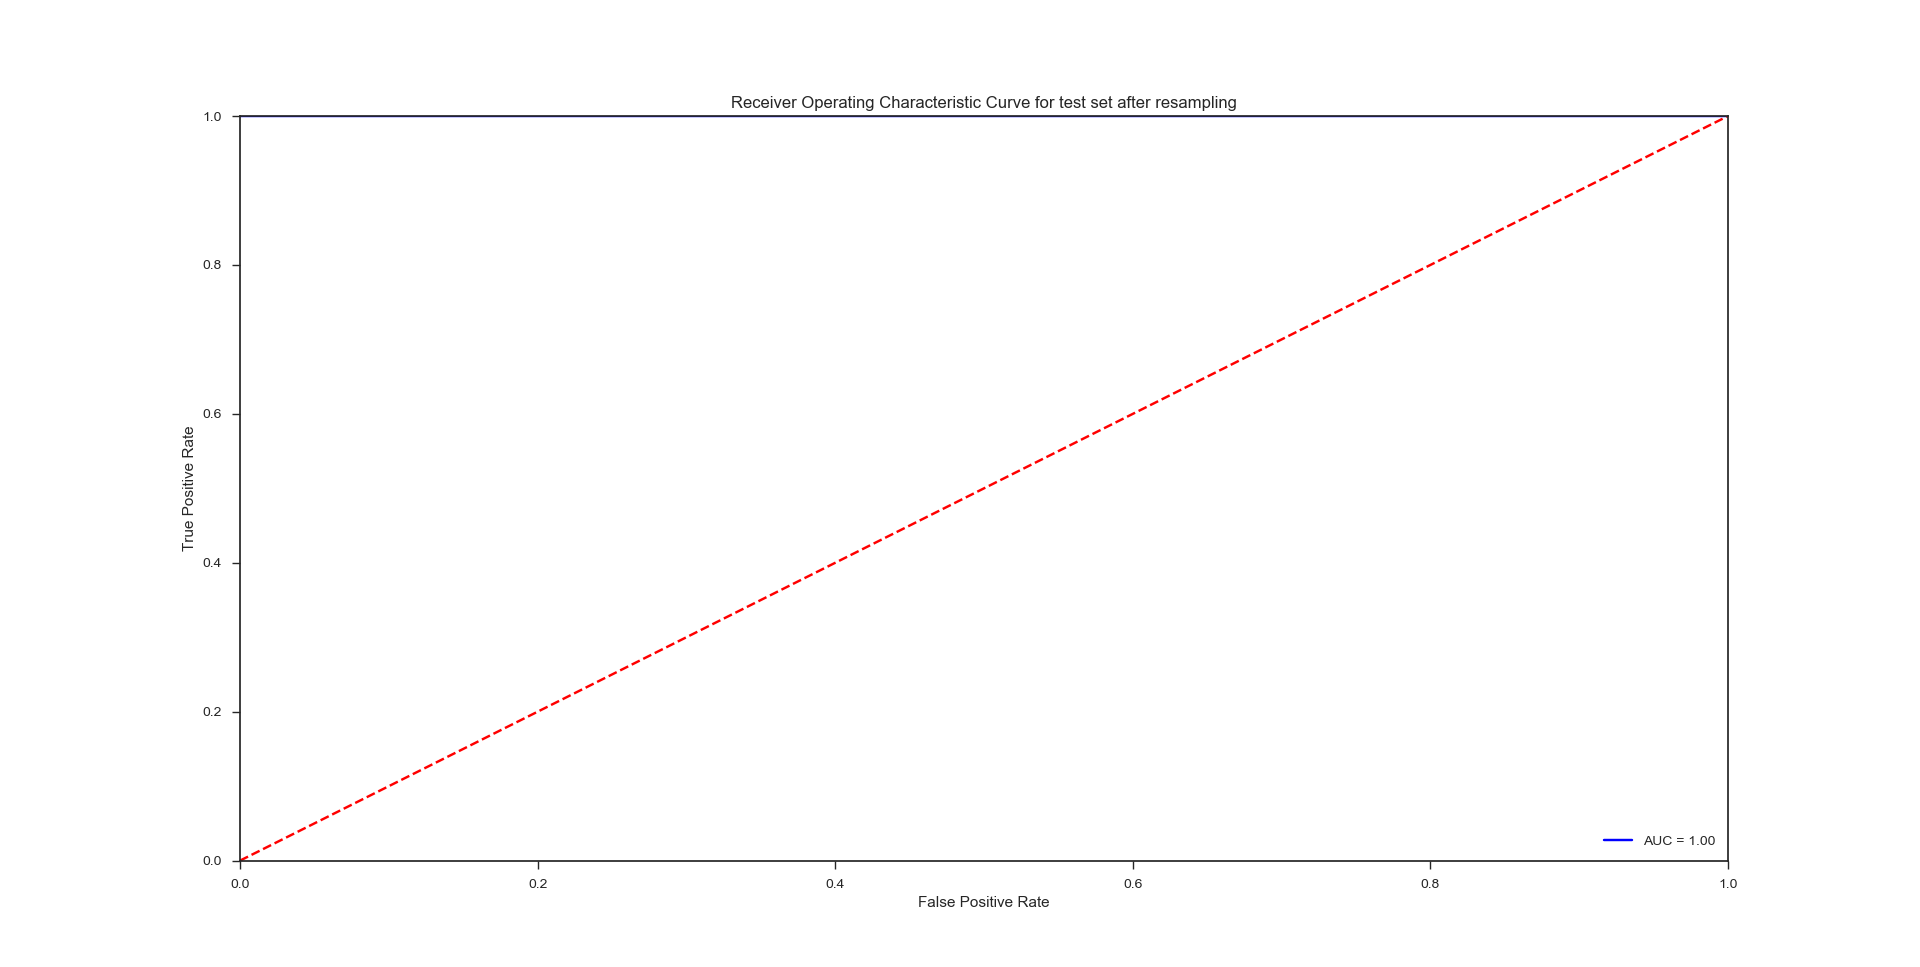 Receiver Operating Characteristic Curve for test set after resampling
1.0
0.8
0.6
0.4
0.2
0.0
True Positive Rate
AUC = 1.00
0.0 0.2 0.4 0.6 0.8 1.0
False Positive Rate